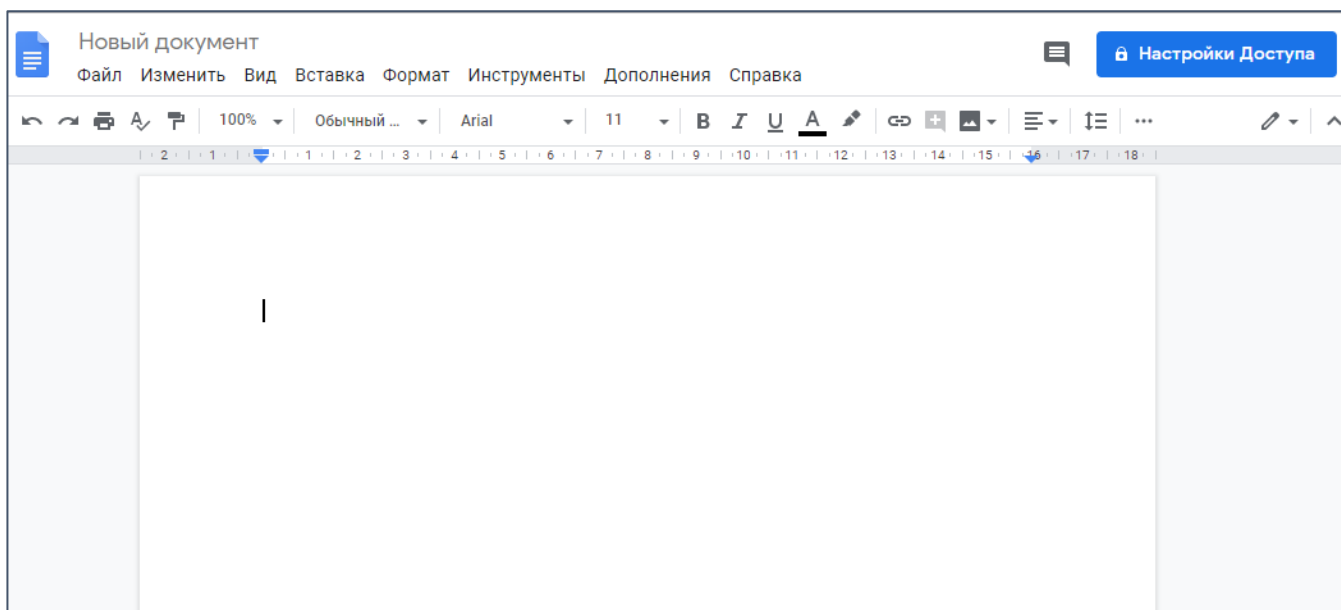 Новый документ
Файл Изменить Вид Вставка Формат Инструменты Дополнения Справка
Настройки Доступа
100% Обычный ... Arial 11 B I U A ...
2 1 1 2 3 4 5 6 7 8 9 10 11 12 13 14 15 16 17 18